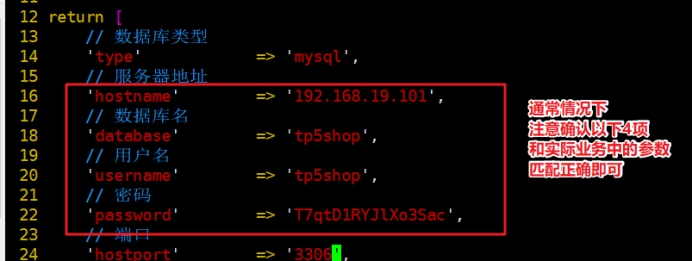 12 return [
13     // 数据库类型
14     'type'            => 'mysql',
15     // 服务器地址
16     'hostname'        => '192.168.19.101',
17     // 数据库名
18     'database'        => 'tp5shop',
19     // 用户名
20     'username'        => 'tp5shop',
21     // 密码
22     'password'        => 'T7qtD1RYJlXo3Sac',
23     // 端口
24     'hostport'        => '3306',
通常情况下
注意确认以下4项
和实际业务中的参数
匹配正确即可